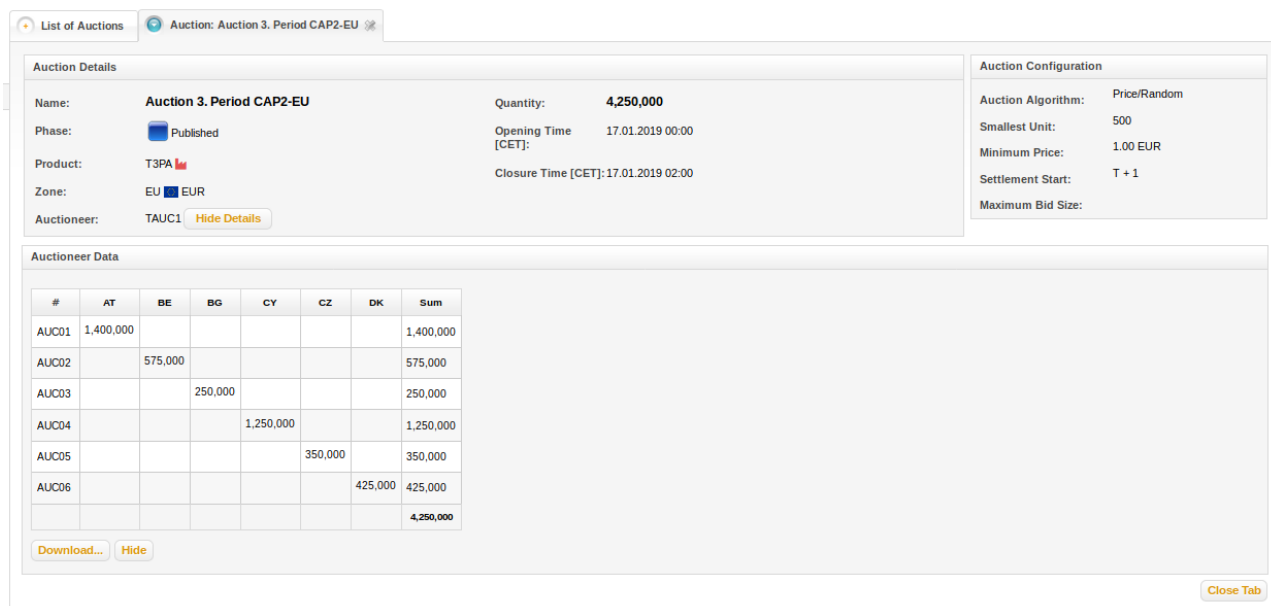 List of Auctions
Auction: Auction 3. Period CAP2-EU
Auction Details
Name: Auction 3. Period CAP2-EU
Phase: Published
Product: T3PA
Zone: EU EUR
Auctioneer: TAUC1 Hide Details
Quantity: 4,250,000
Opening Time 17.01.2019 00:00
[CET]:
Closure Time [CET]: 17.01.2019 02:00
Auction Configuration
Auction Algorithm: Price/Random
Smallest Unit: 500
Minimum Price: 1.00 EUR
Settlement Start: T + 1
Maximum Bid Size:
Auctioneer Data
# AT BE BG CY CZ DK Sum
AUC01 1,400,000 1,400,000
AUC02 575,000 575,000
AUC03 250,000 250,000
AUC04 1,250,000 1,250,000
AUC05 350,000 350,000
AUC06 425,000 425,000
4,250,000
Download... Hide
Close Tab